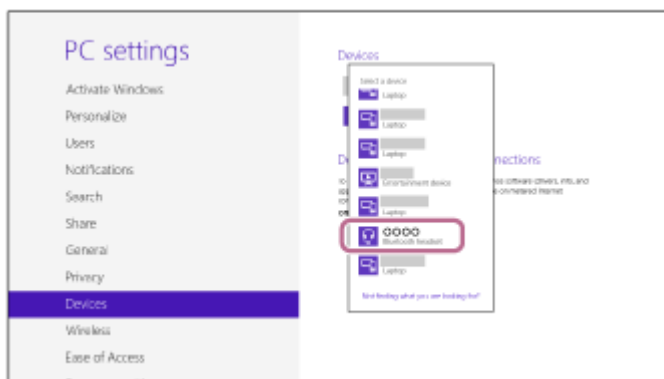 PC settings
Activate Windows
Personalize
Users
Notifications
Search
Share
General
Privacy
Devices
Wireless
Ease of Access
Devices
Select a device
Laptop
Laptop
Laptop
Entertainment device
Laptop
OOOO
Bluetooth headset
Laptop
Not finding what you are looking for?
D
nections